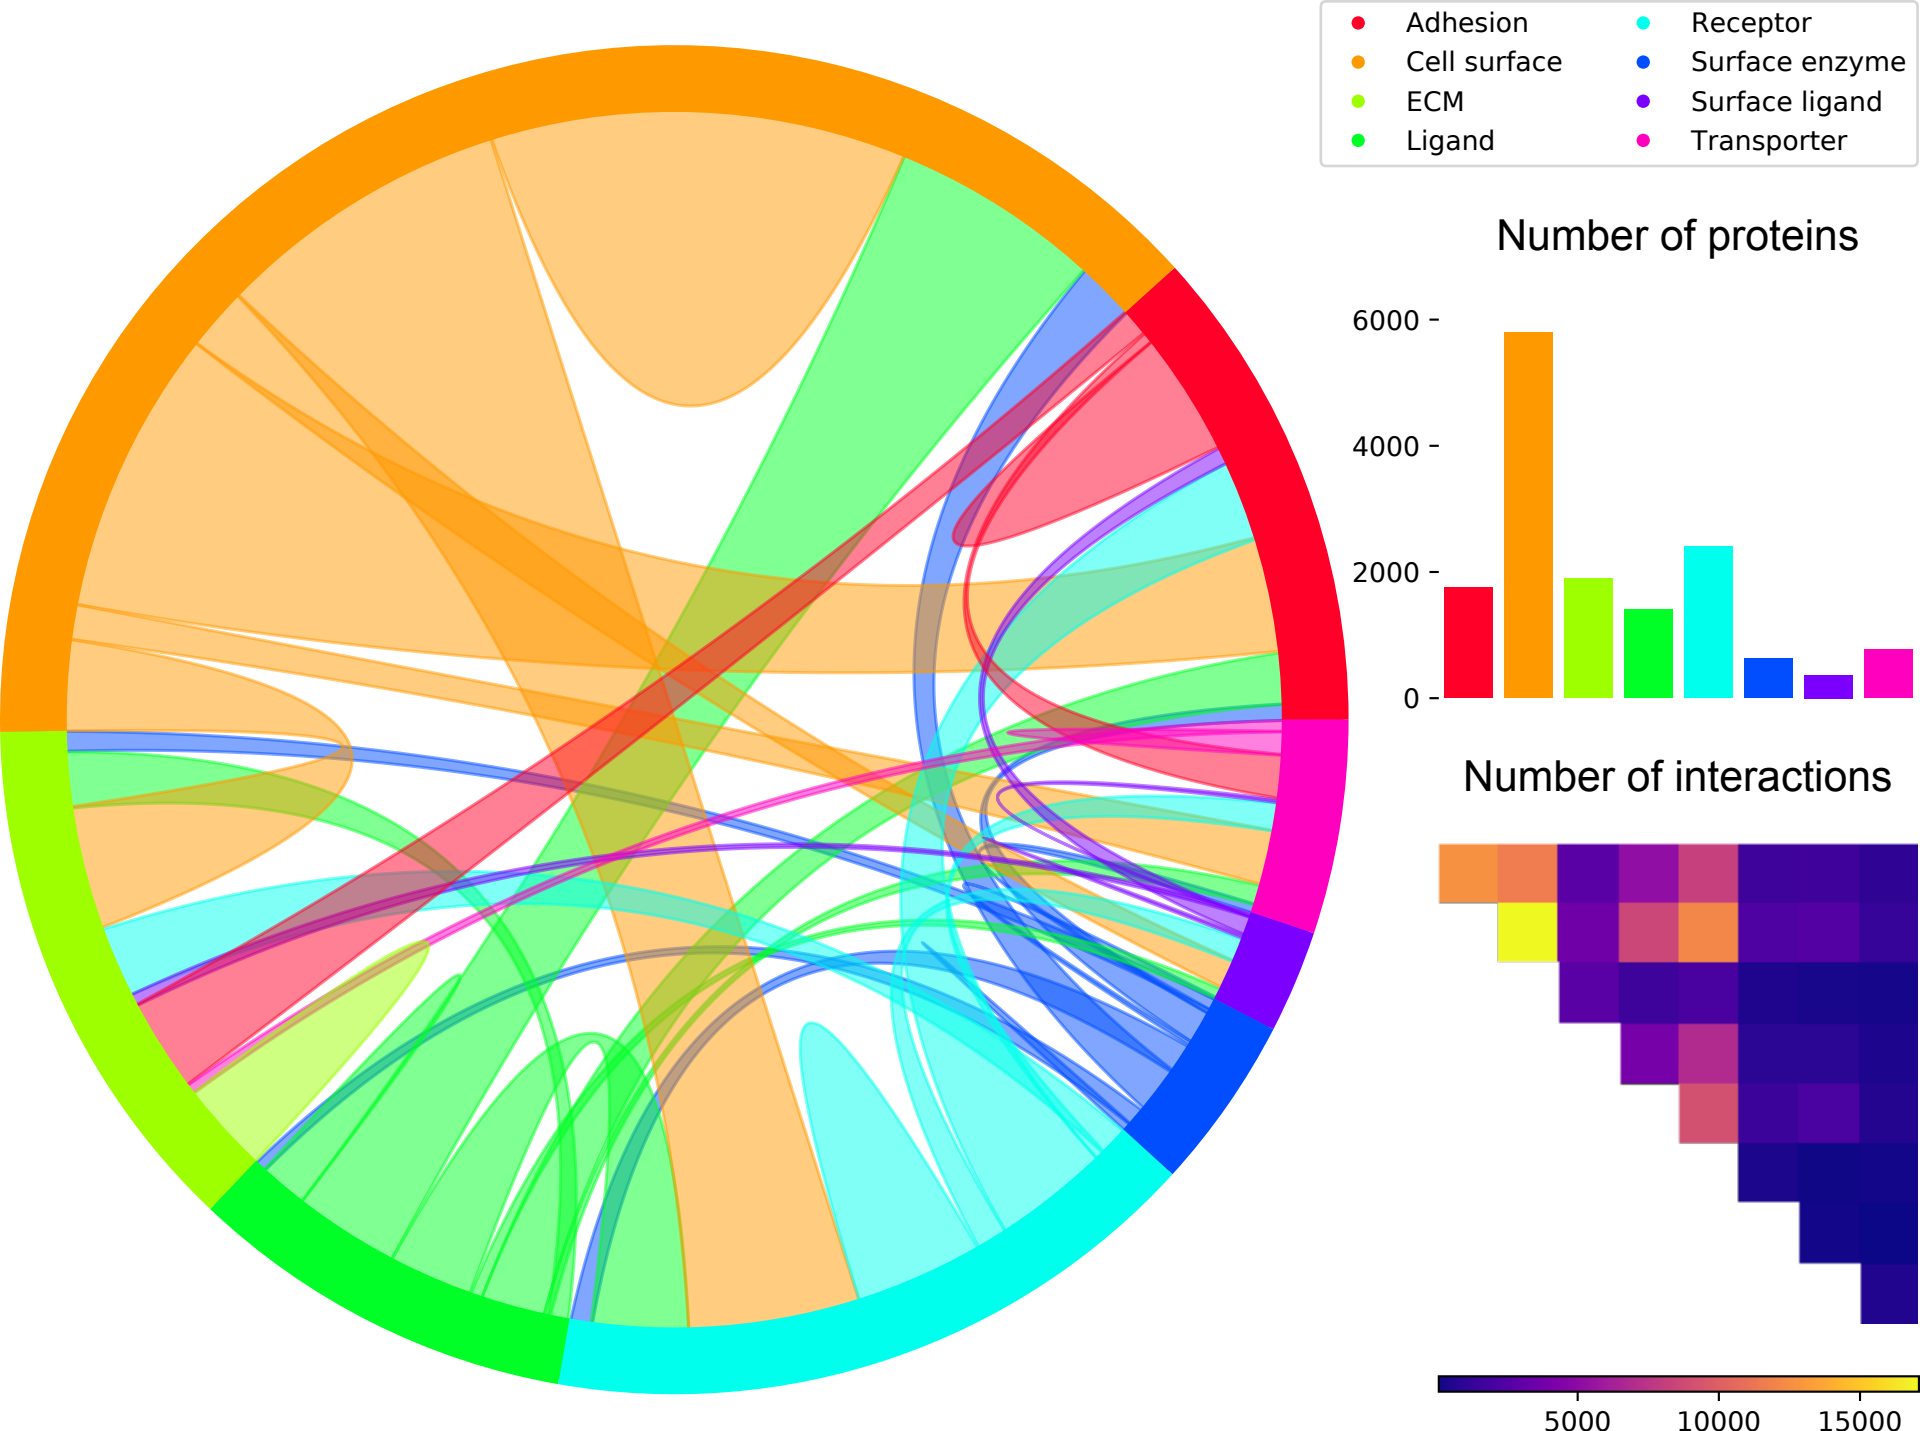 Adhesion
Cell surface
ECM
Ligand
Receptor
Surface enzyme
Surface ligand
Transporter
Number of proteins
6000
4000
2000
0
Number of interactions
5000 10000 15000